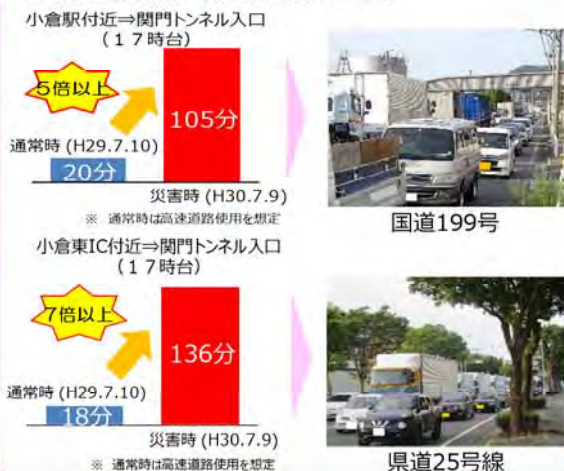 小倉駅付近⇒関門トンネル入口
(17時台)
5倍以上
105分
通常時 (H29.7.10)
20分
災害時 (H30.7.9)
※ 通常時は高速道路使用を想定
国道199号
小倉東IC付近⇒関門トンネル入口
(17時台)
7倍以上
136分
通常時 (H29.7.10)
18分
災害時 (H30.7.9)
※ 通常時は高速道路使用を想定
県道25号線